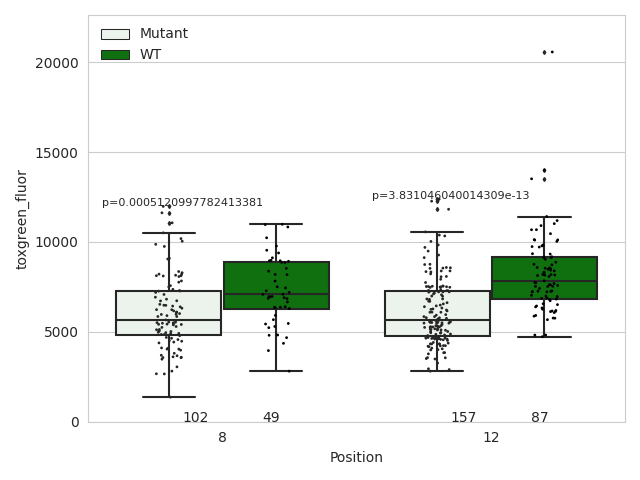 Mutant
WT
20000
15000
10000
5000
0
toxgreen_fluor
p=0.0005120997782413381
p=3.831046040014309e-13
102
49
157
87
8
12
Position